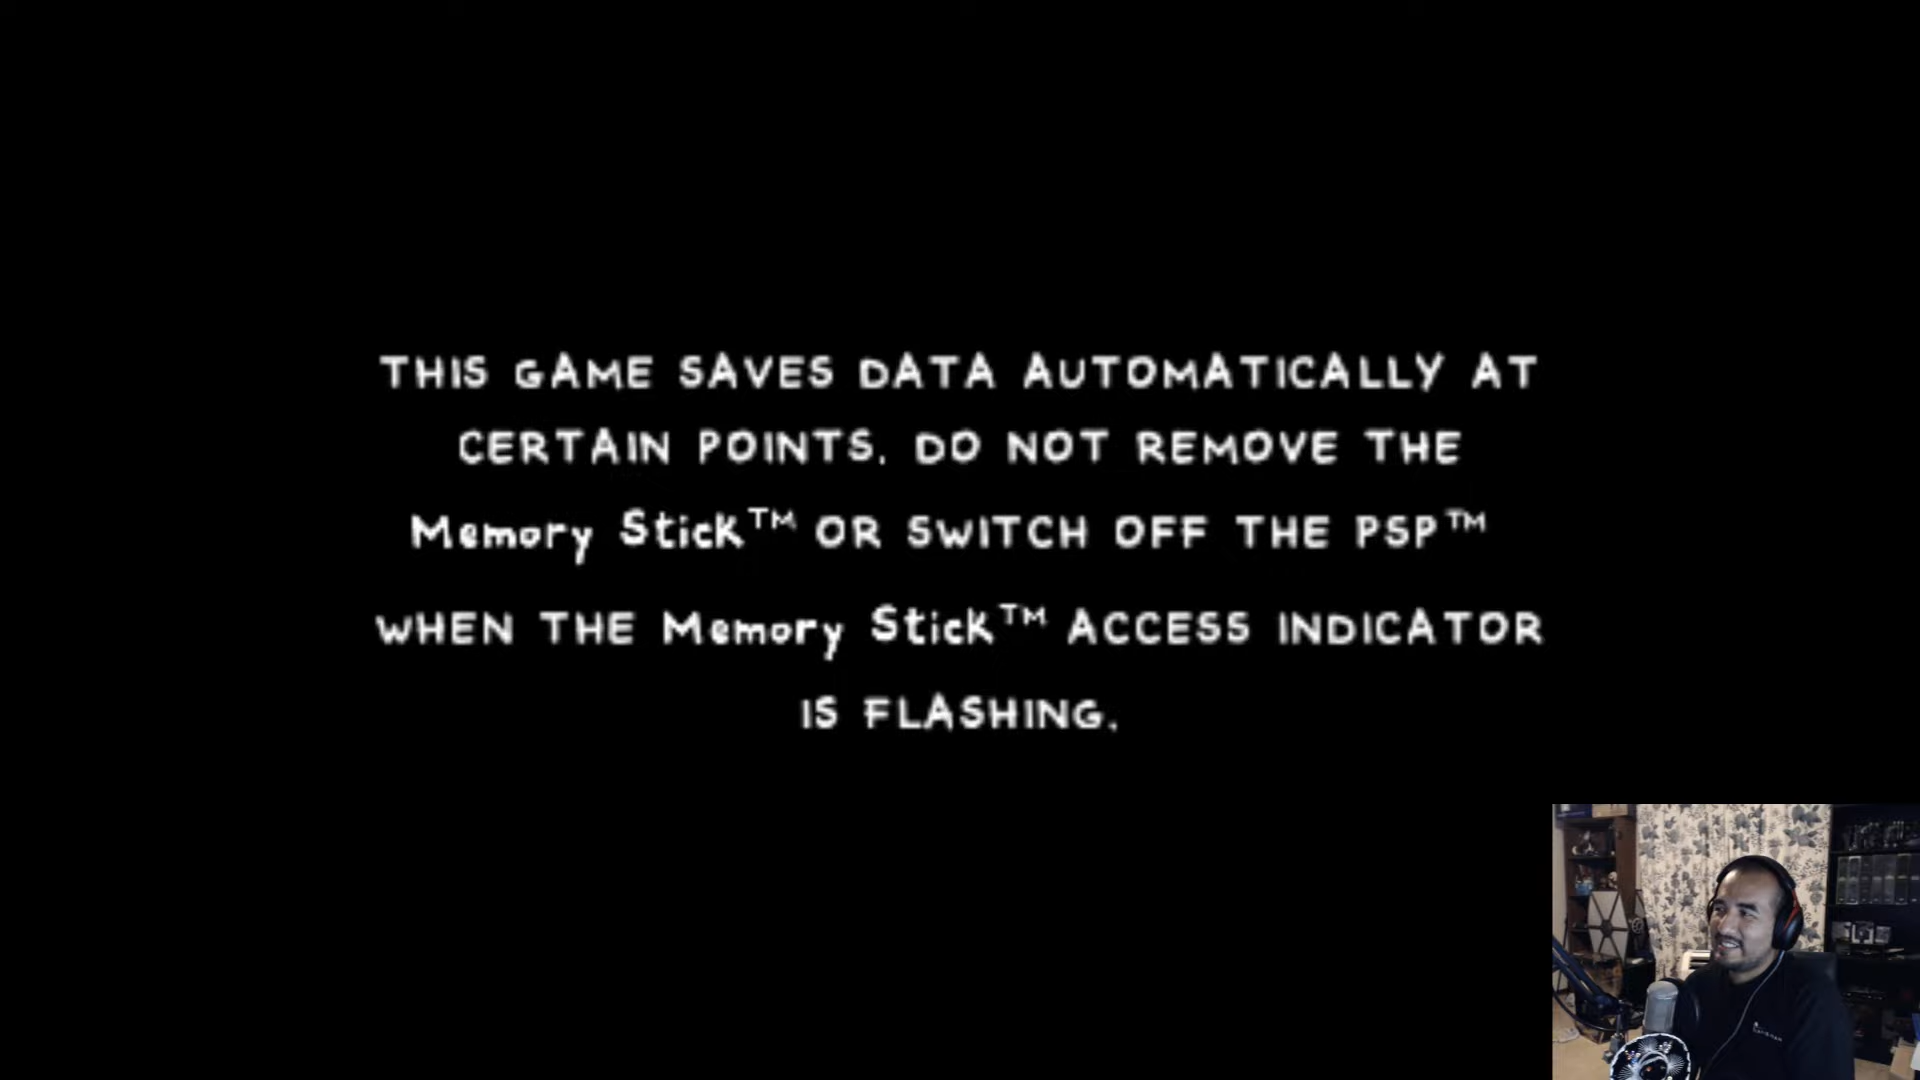 THIS GAME SAVES DATA AUTOMATICALLY AT
CERTAIN POINTS. DO NOT REMOVE THE
Memory Stick™ OR SWITCH OFF THE PSP™
WHEN THE Memory Stick™ ACCESS INDICATOR
IS FLASHING.